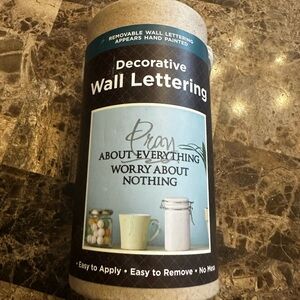 REMOVABLE WALL LETTERING
APPEARS HAND PAINTED
Decorative
Wall Lettering
Pray
ABOUT EVERYTHING
WORRY ABOUT
NOTHING
• Easy to Apply • Easy to Remove • No Mess